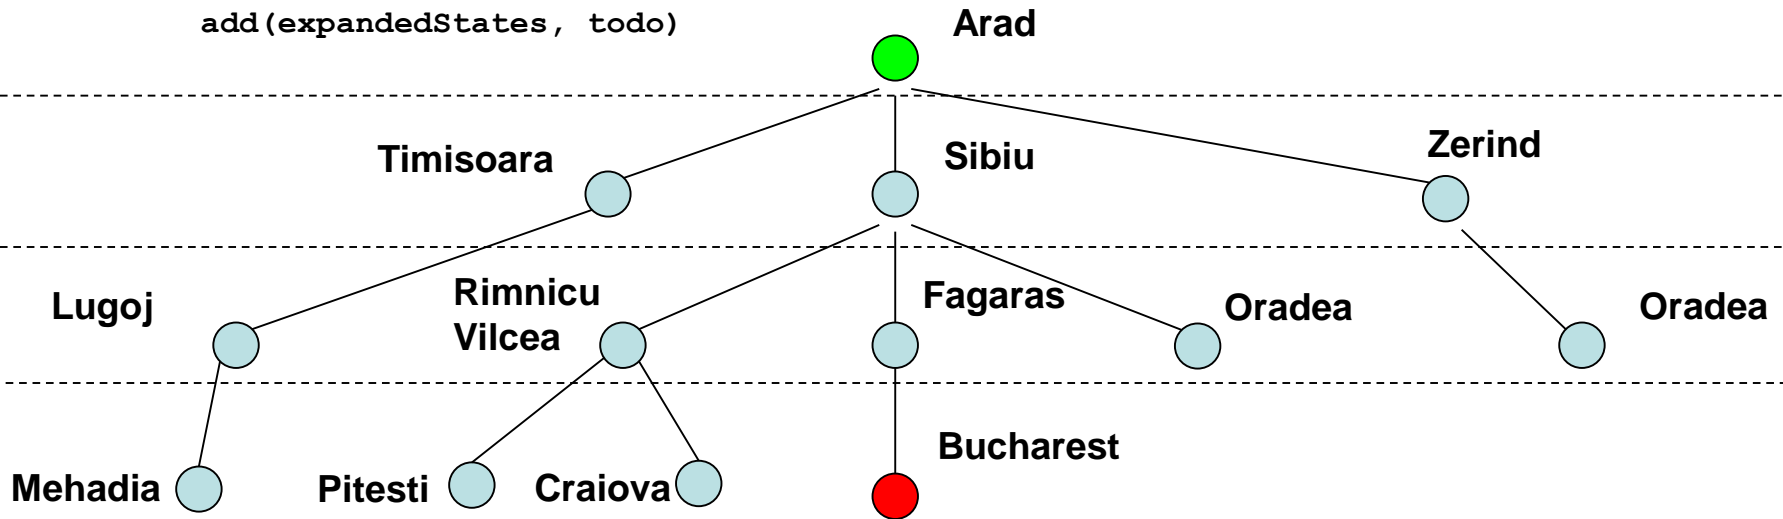 add(expandedStates, todo)
Arad
Timisoara
Sibiu
Zerind
Lugoj
Rimnicu
Vilcea
Fagaras
Oradea
Oradea
Mehadia
Pitesti
Craiova
Bucharest